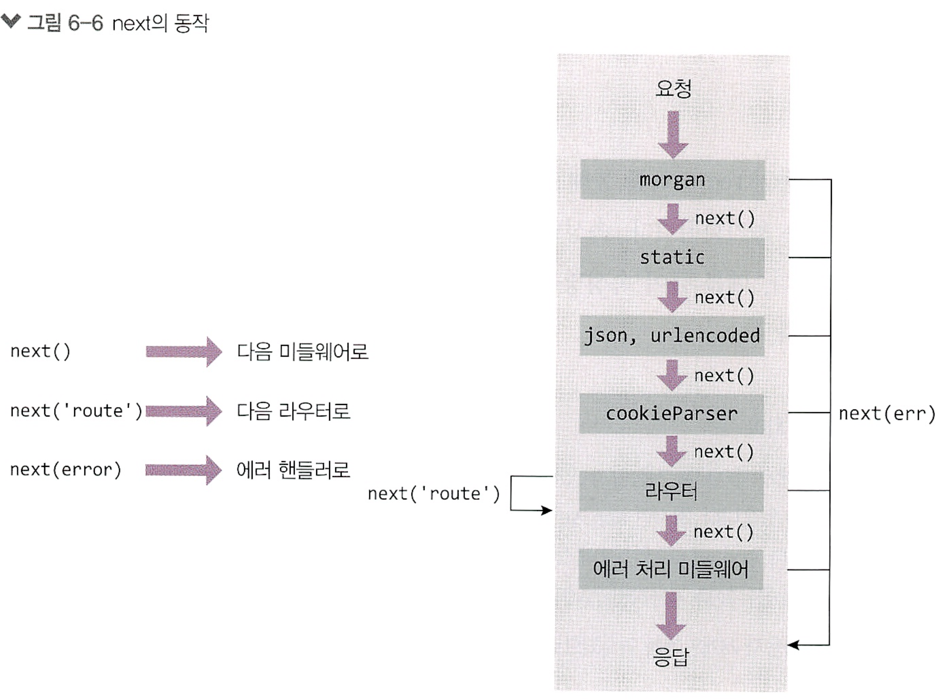 그림 6-6 next의 동작
next() 다음 미들웨어로
next('route') 다음 라우터로
next(error) 에러 핸들러로
요청
morgan
next()
static
next()
json, urlencoded
next()
cookieParser
next(err)
next()
next('route')
라우터
next()
에러 처리 미들웨어
응답